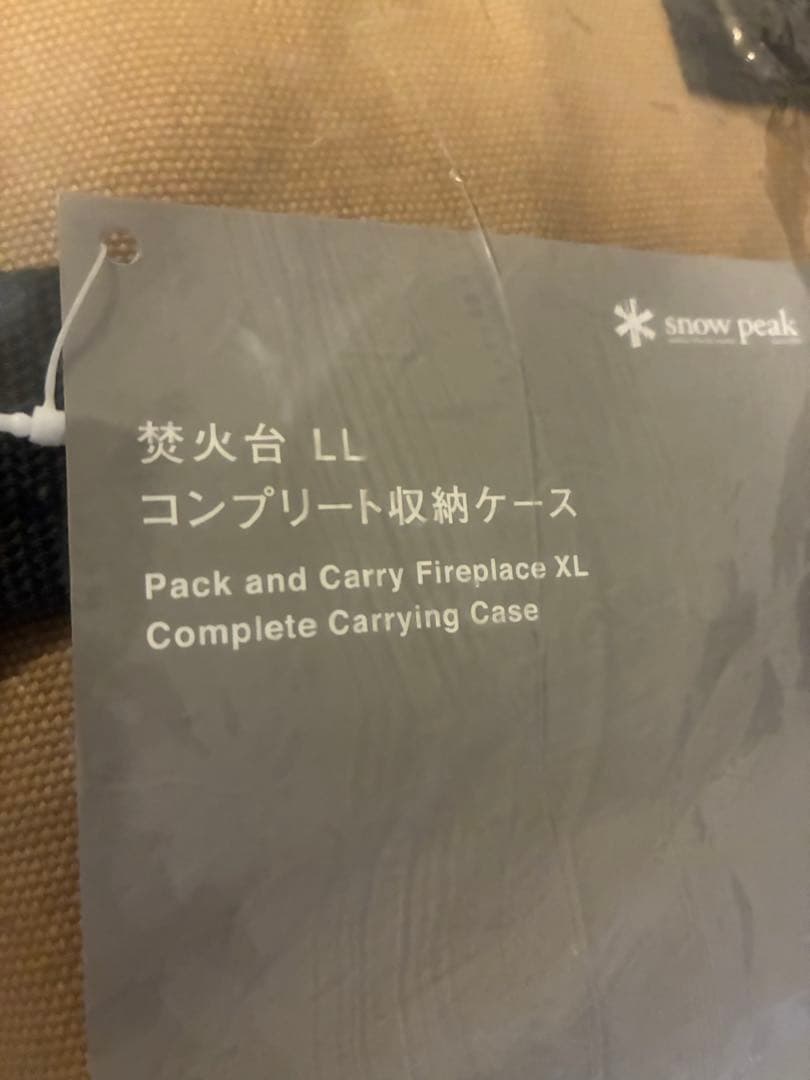 snow peak
焚火台 LL
コンプリート収納ケース
Pack and Carry Fireplace XL
Complete Carrying Case